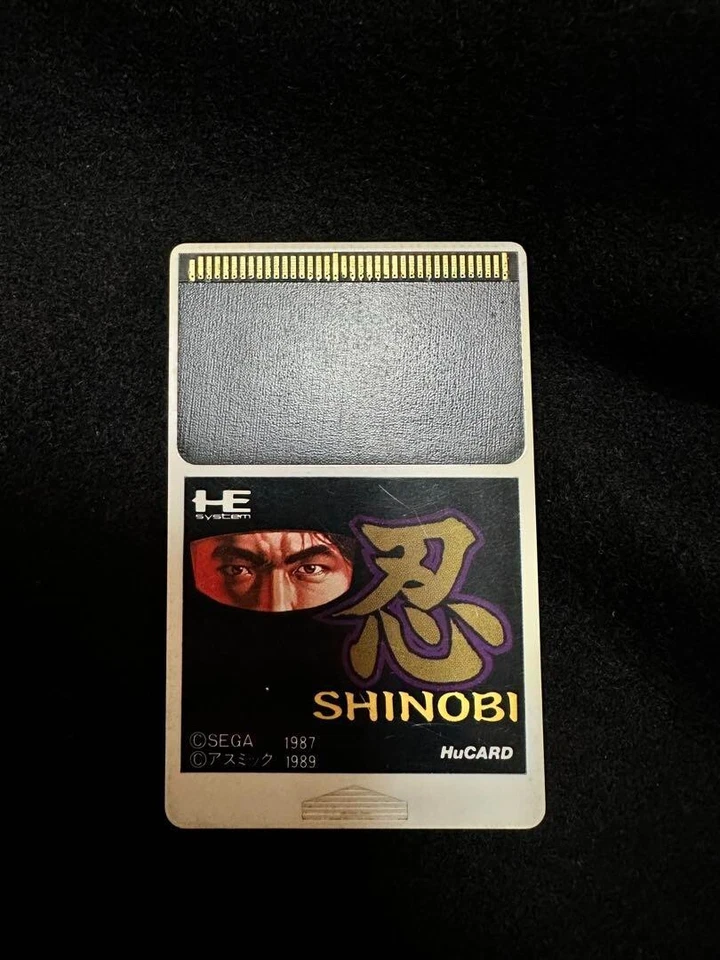 HE
system
忍
SHINOBI
©SEGA 1987
©アスミック 1989
HuCARD